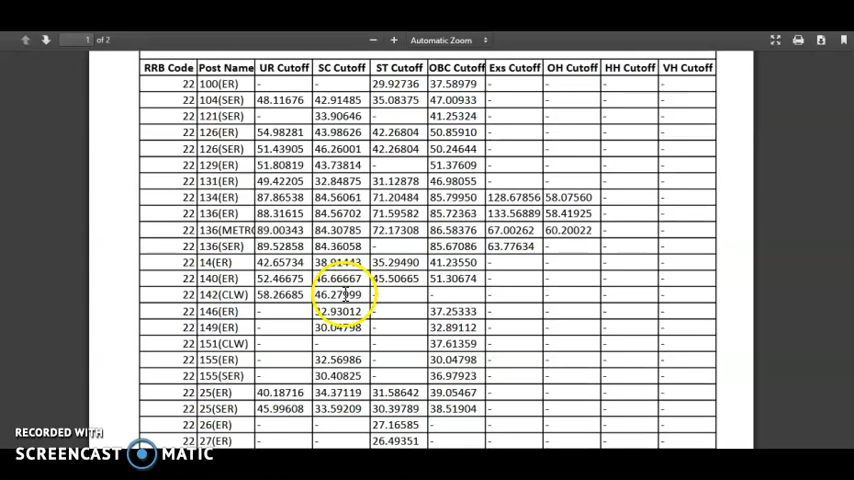 1 of 2 Automatic Zoom
RRB Code Post Name UR Cutoff SC Cutoff ST Cutoff OBC Cutoff Exs Cutoff OH Cutoff HH Cutoff VH Cutoff
22 100(ER) - - 29.92736 37.58979 - - - -
22 104(SER) 48.11676 42.91485 35.08375 47.00933 - - - -
22 121(SER) - 33.90646 - 41.25324 - - - -
22 126(ER) 54.98281 43.98626 42.26804 50.85910 - - - -
22 126(SER) 51.43905 46.26001 42.26804 50.24644 - - - -
22 129(ER) 51.80819 43.73814 - 51.37609 - - - -
22 131(ER) 49.42205 32.84875 31.12878 46.98055 - - - -
22 134(ER) 87.86538 84.56061 71.20484 85.79950 128.67856 58.07560 - -
22 136(ER) 88.31615 84.56702 71.59582 85.72363 133.56889 58.41925 - -
22 136(METRO 89.00343 84.30785 72.17308 86.58376 67.00262 60.20022 - -
22 136(SER) 89.52858 84.36058 - 85.67086 63.77634 - - -
22 14(ER) 42.65734 38.91443 35.29490 41.23550 - - - -
22 140(ER) 52.46675 46.66667 45.50665 51.30674 - - - -
22 142(CLW) 58.26685 46.27999 - - - - - -
22 146(ER) - 32.93012 - 37.25333 - - - -
22 149(ER) - 30.04798 - 32.89112 - - - -
22 151(CLW) - - - 37.61359 - - - -
22 155(ER) - 32.56986 - 30.04798 - - - -
22 155(SER) - 30.40825 - 36.97923 - - - -
22 25(ER) 40.18716 34.37119 31.58642 39.05467 - - - -
22 25(SER) 45.99608 33.59209 30.39789 38.51904 - - - -
22 26(ER) - - 27.16585 - - - - -
22 27(ER) - - 26.49351 - - - - -
RECORDED WITH
SCREENCAST MATIC